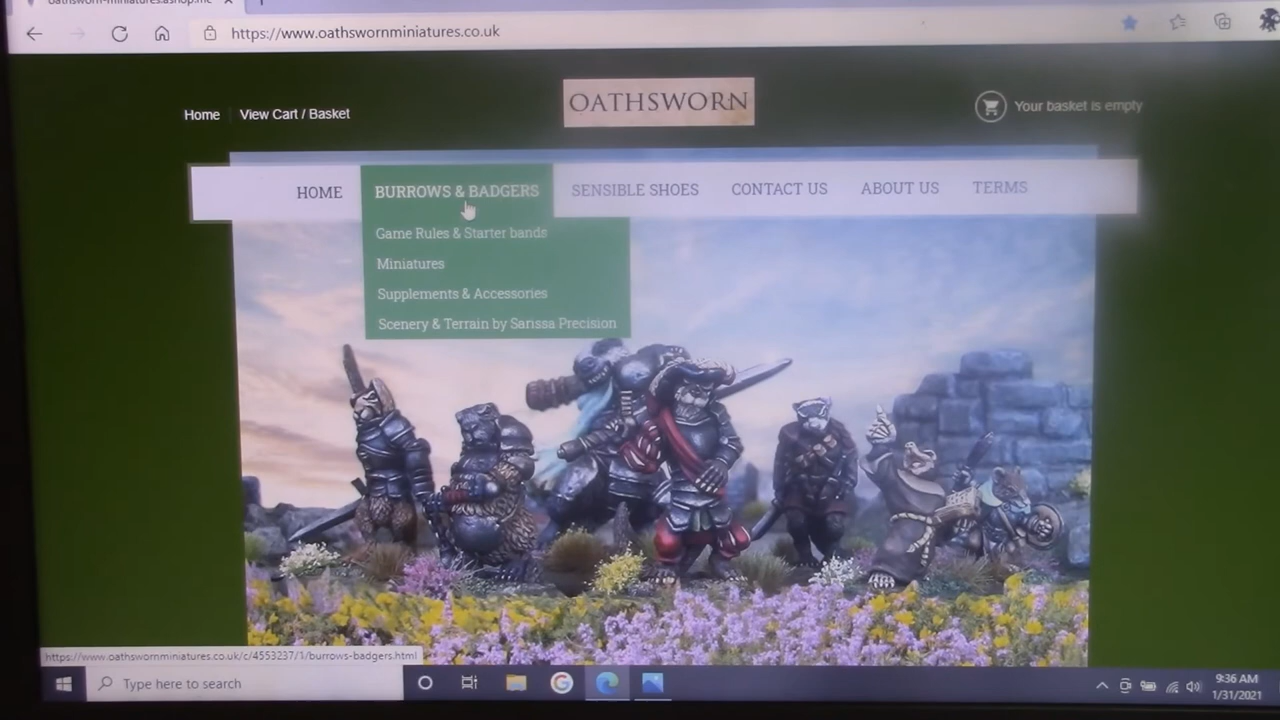 oathsworn-miniatures.ashop.me
https://www.oathswornminiatures.co.uk
Home
View Cart / Basket
OATHSWORN
Your basket is empty
HOME
BURROWS & BADGERS
SENSIBLE SHOES
CONTACT US
ABOUT US
TERMS
Game Rules & Starter bands
Miniatures
Supplements & Accessories
Scenery & Terrain by Sarissa Precision
https://www.oathswornminiatures.co.uk/c/4553237/1/burrows-badgers.html
Type here to search
9:36 AM
1/31/2021